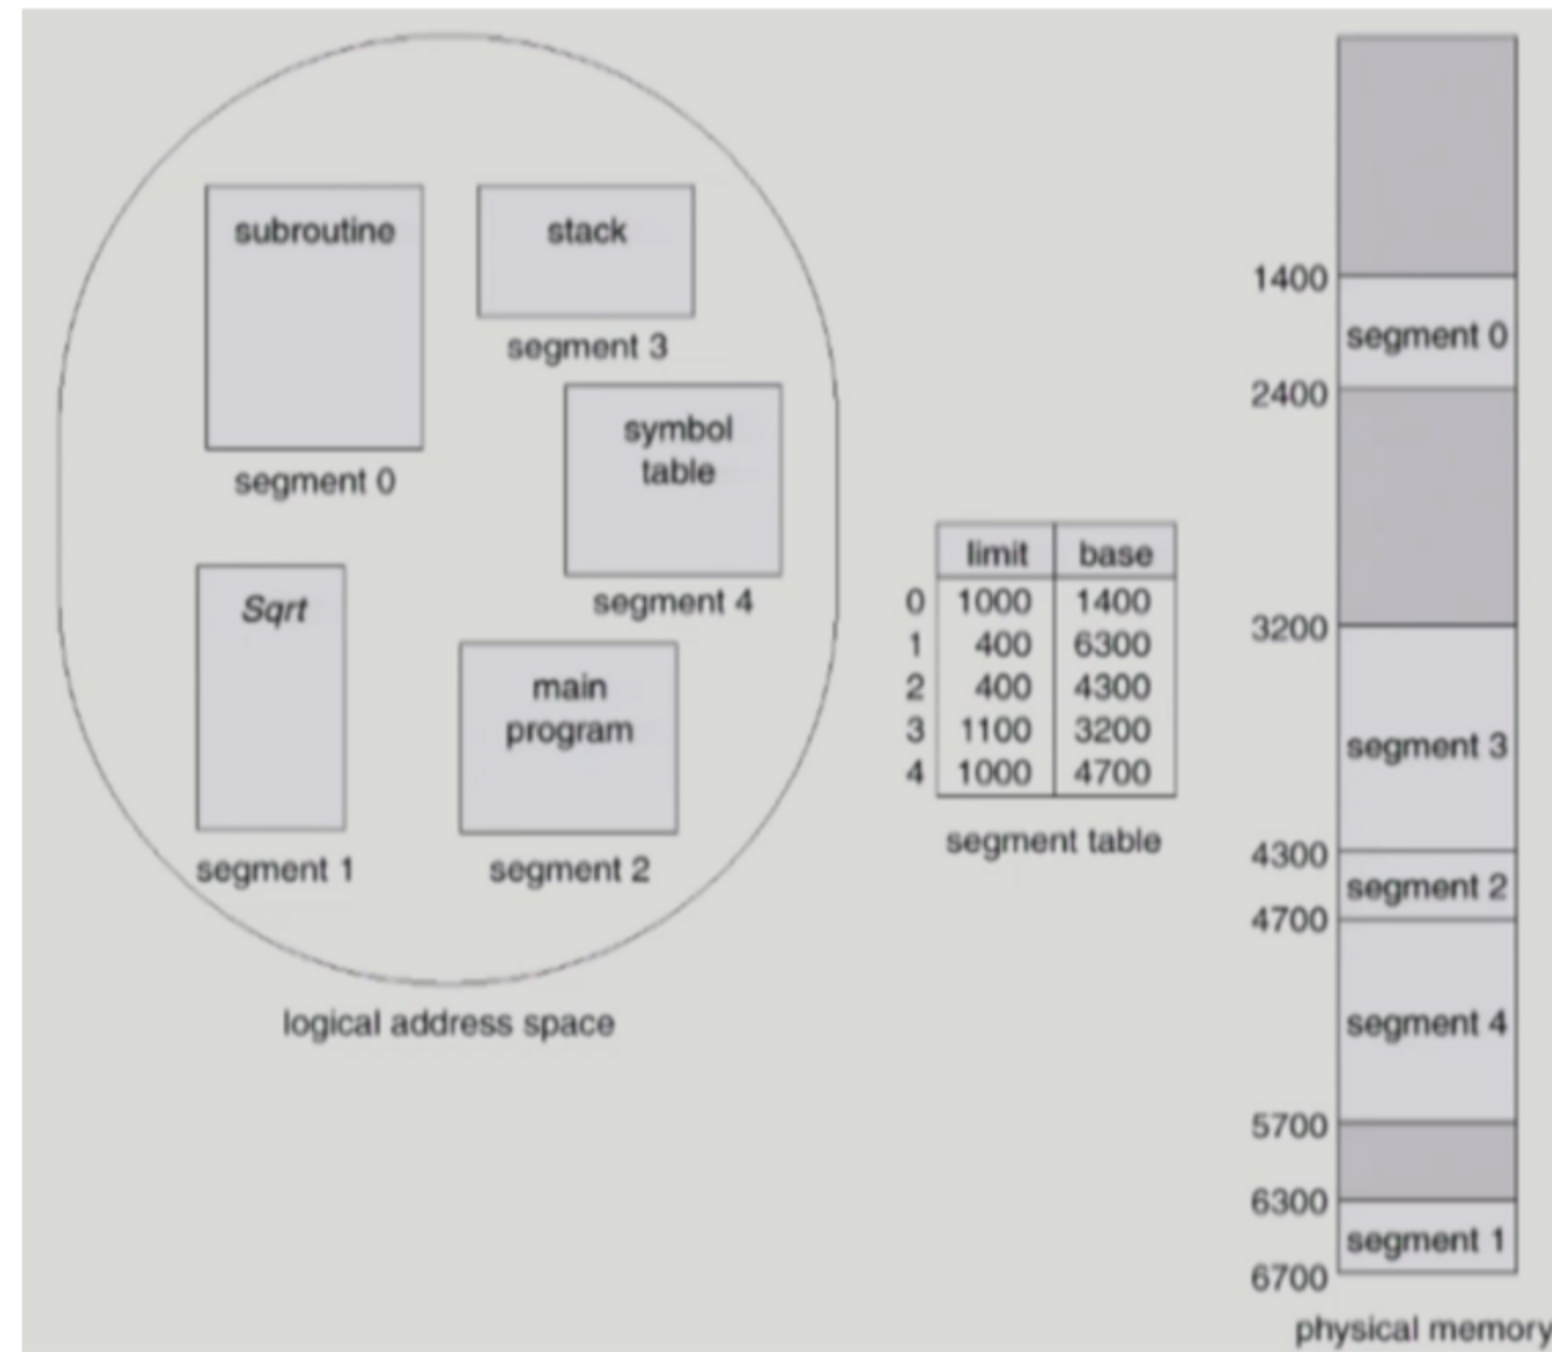 subroutine
segment 0
stack
segment 3
symbol
table
segment 4
Sqrt
segment 1
main
program
segment 2
logical address space
limit base
0 1000 1400
1 400 6300
2 400 4300
3 1100 3200
4 1000 4700
segment table
1400
segment 0
2400
3200
segment 3
4300
segment 2
4700
segment 4
5700
6300
segment 1
6700
physical memory